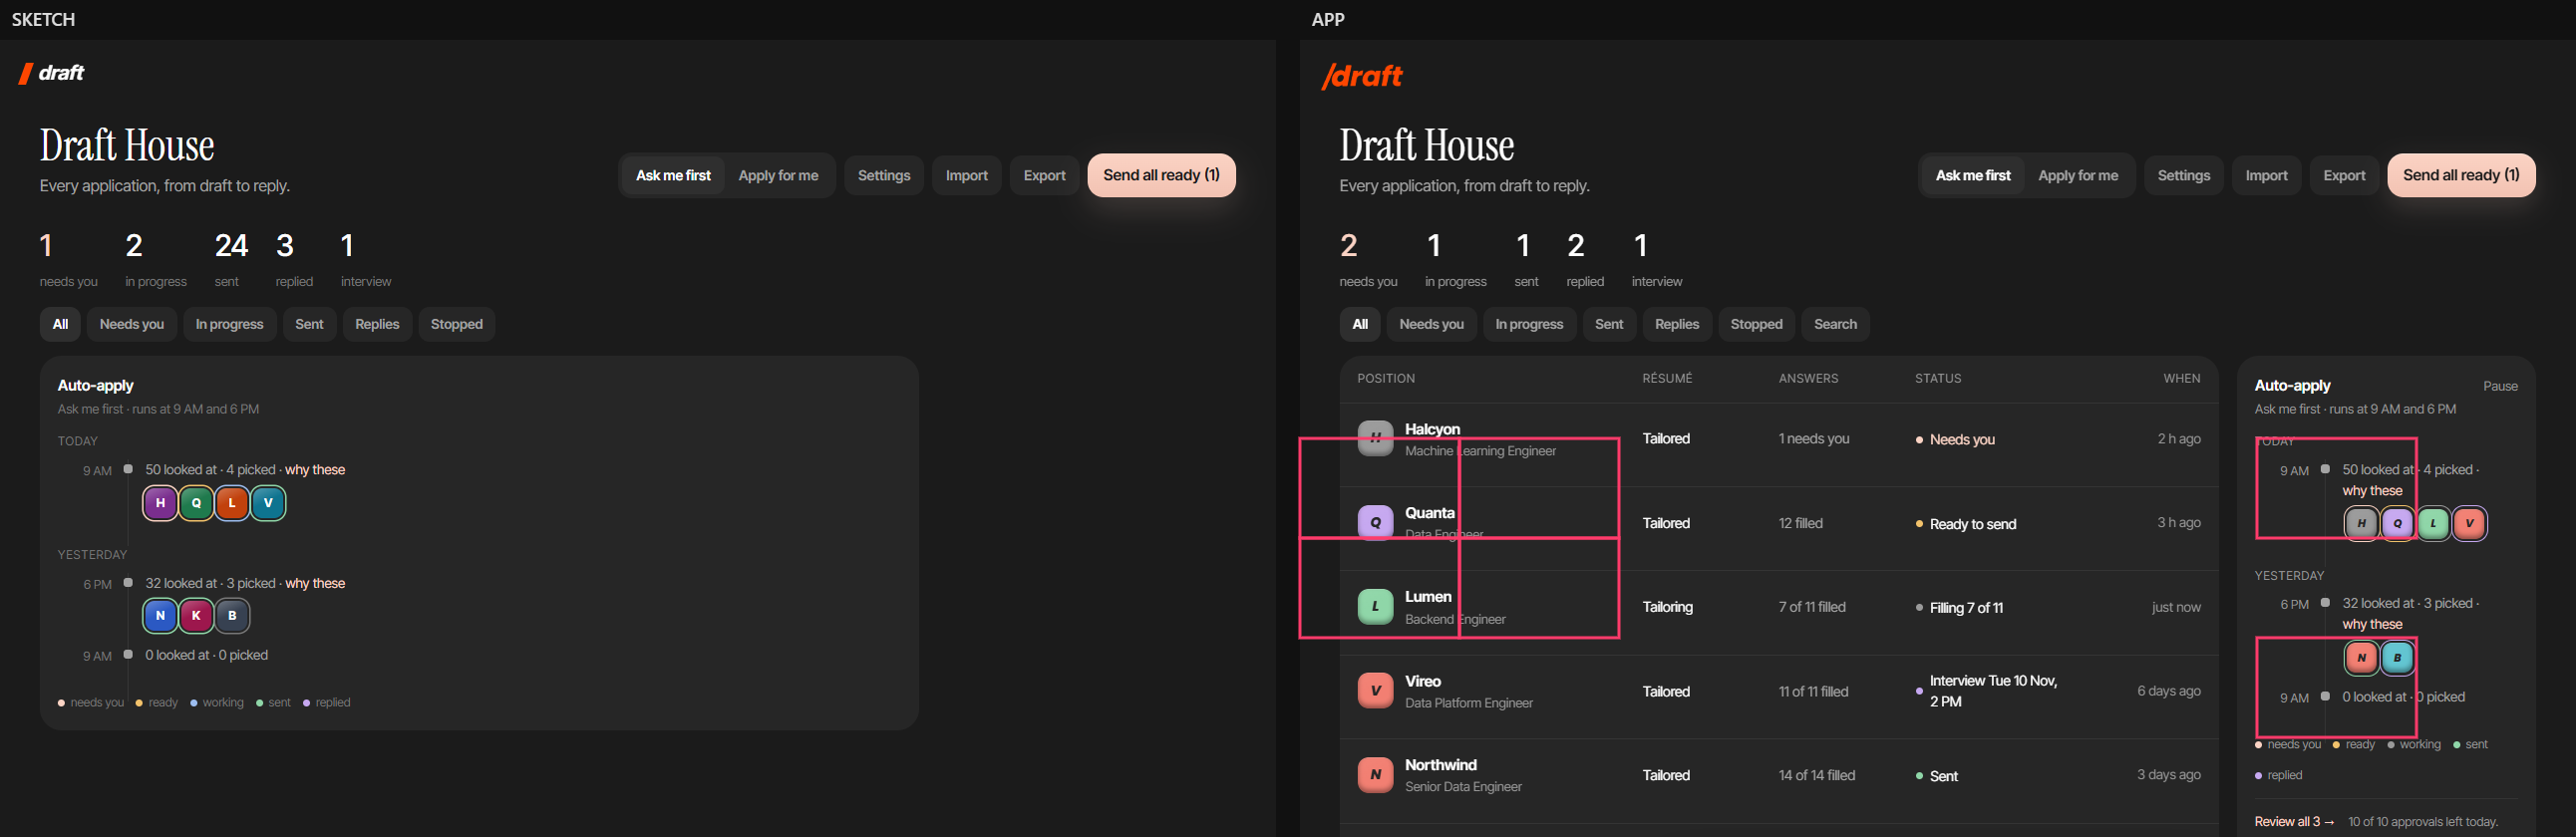 SKETCH
draft
Draft House
Every application, from draft to reply.
Ask me first Apply for me Settings Import Export Send all ready (1)
1 2 24 3 1
needs you in progress sent replied interview
All Needs you In progress Sent Replies Stopped
Auto-apply
Ask me first · runs at 9 AM and 6 PM
TODAY
9 AM 50 looked at · 4 picked · why these
H Q L V
YESTERDAY
6 PM 32 looked at · 3 picked · why these
N K B
9 AM 0 looked at · 0 picked
needs you ready working sent replied
APP
/draft
Draft House
Every application, from draft to reply.
Ask me first Apply for me Settings Import Export Send all ready (1)
2 1 1 2 1
needs you in progress sent replied interview
All Needs you In progress Sent Replies Stopped Search
POSITION RÉSUMÉ ANSWERS STATUS WHEN
H Halcyon Tailored 1 needs you Needs you 2 h ago
Machine Learning Engineer
Q Quanta Tailored 12 filled Ready to send 3 h ago
Data Engineer
L Lumen Tailoring 7 of 11 filled Filling 7 of 11 just now
Backend Engineer
V Vireo Tailored 11 of 11 filled Interview Tue 10 Nov, 6 days ago
Data Platform Engineer 2 PM
N Northwind Tailored 14 of 14 filled Sent 3 days ago
Senior Data Engineer
Auto-apply Pause
Ask me first · runs at 9 AM and 6 PM
TODAY
9 AM 50 looked at · 4 picked ·
why these
H Q L V
YESTERDAY
6 PM 32 looked at · 3 picked ·
why these
N B
9 AM 0 looked at · 0 picked
needs you ready working sent
replied
Review all 3 → 10 of 10 approvals left today.